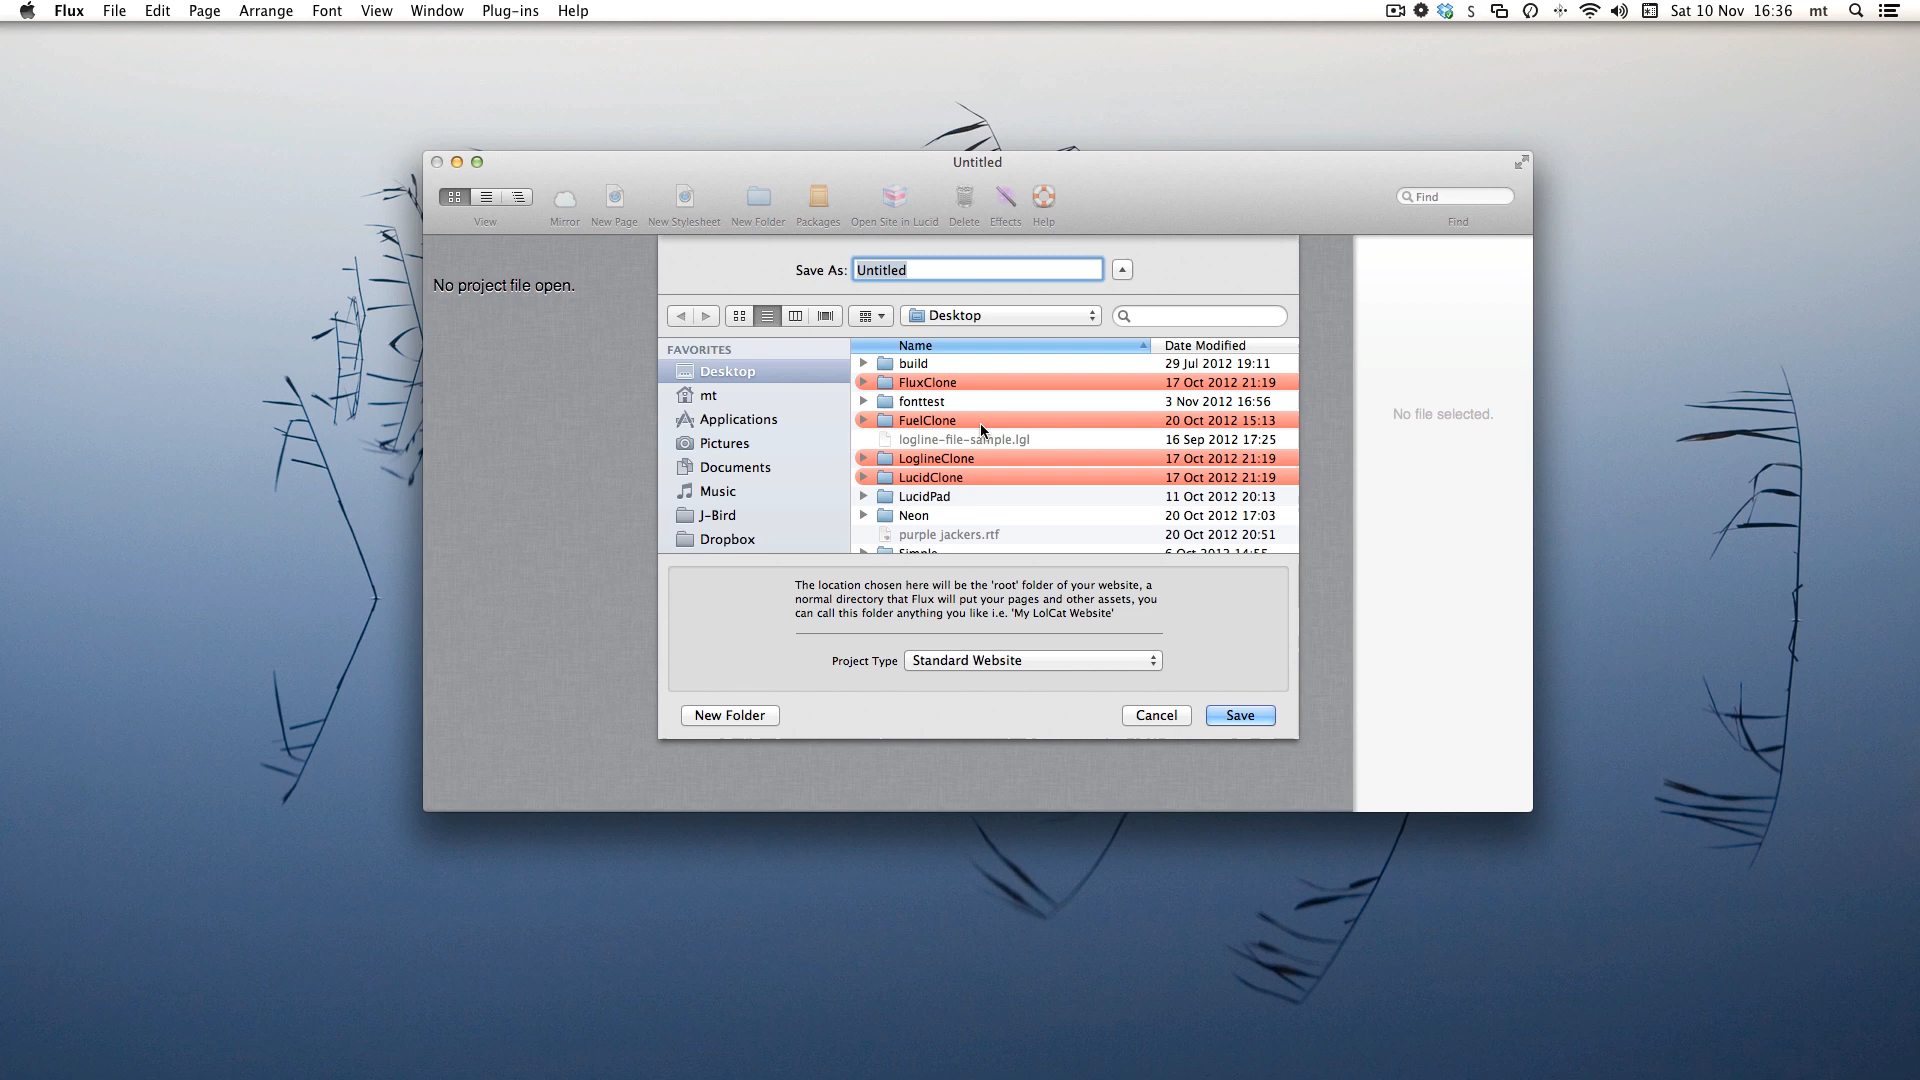 Flux File Edit Page Arrange Font View Window Plug-ins Help S Sat 10 Nov 16:36 mt
Untitled
View Mirror New Page New Stylesheet New Folder Packages Open Site in Lucid Delete Effects Help Find
Find
No project file open.
Save As: Untitled
Desktop
FAVORITES
Desktop
mt
Applications
Pictures
Documents
Music
J-Bird
Dropbox
Name Date Modified
build 29 Jul 2012 19:11
FluxClone 17 Oct 2012 21:19
fonttest 3 Nov 2012 16:56
FuelClone 20 Oct 2012 15:13
logline-file-sample.lgl 16 Sep 2012 17:25
LoglineClone 17 Oct 2012 21:19
LucidClone 17 Oct 2012 21:19
LucidPad 11 Oct 2012 20:13
Neon 20 Oct 2012 17:03
purple jackers.rtf 20 Oct 2012 20:51
Simple 6 Oct 2012 14:55
No file selected.
The location chosen here will be the 'root' folder of your website, a
normal directory that Flux will put your pages and other assets, you
can call this folder anything you like i.e. 'My LolCat Website'
Project Type Standard Website
New Folder Cancel Save